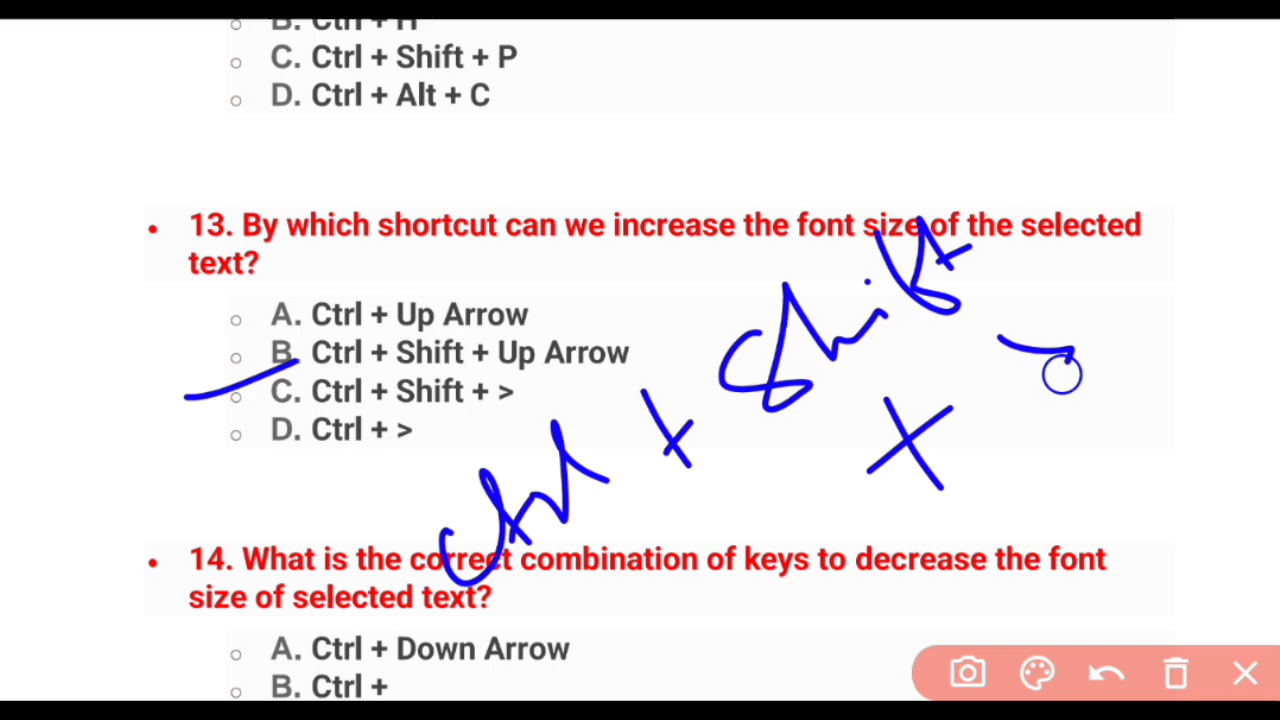 B. Ctrl + H
C. Ctrl + Shift + P
D. Ctrl + Alt + C
13. By which shortcut can we increase the font size of the selected
text?
A. Ctrl + Up Arrow
B. Ctrl + Shift + Up Arrow
C. Ctrl + Shift + >
D. Ctrl + >
Ctrl + Shift
+
14. What is the correct combination of keys to decrease the font
size of selected text?
A. Ctrl + Down Arrow
B. Ctrl +